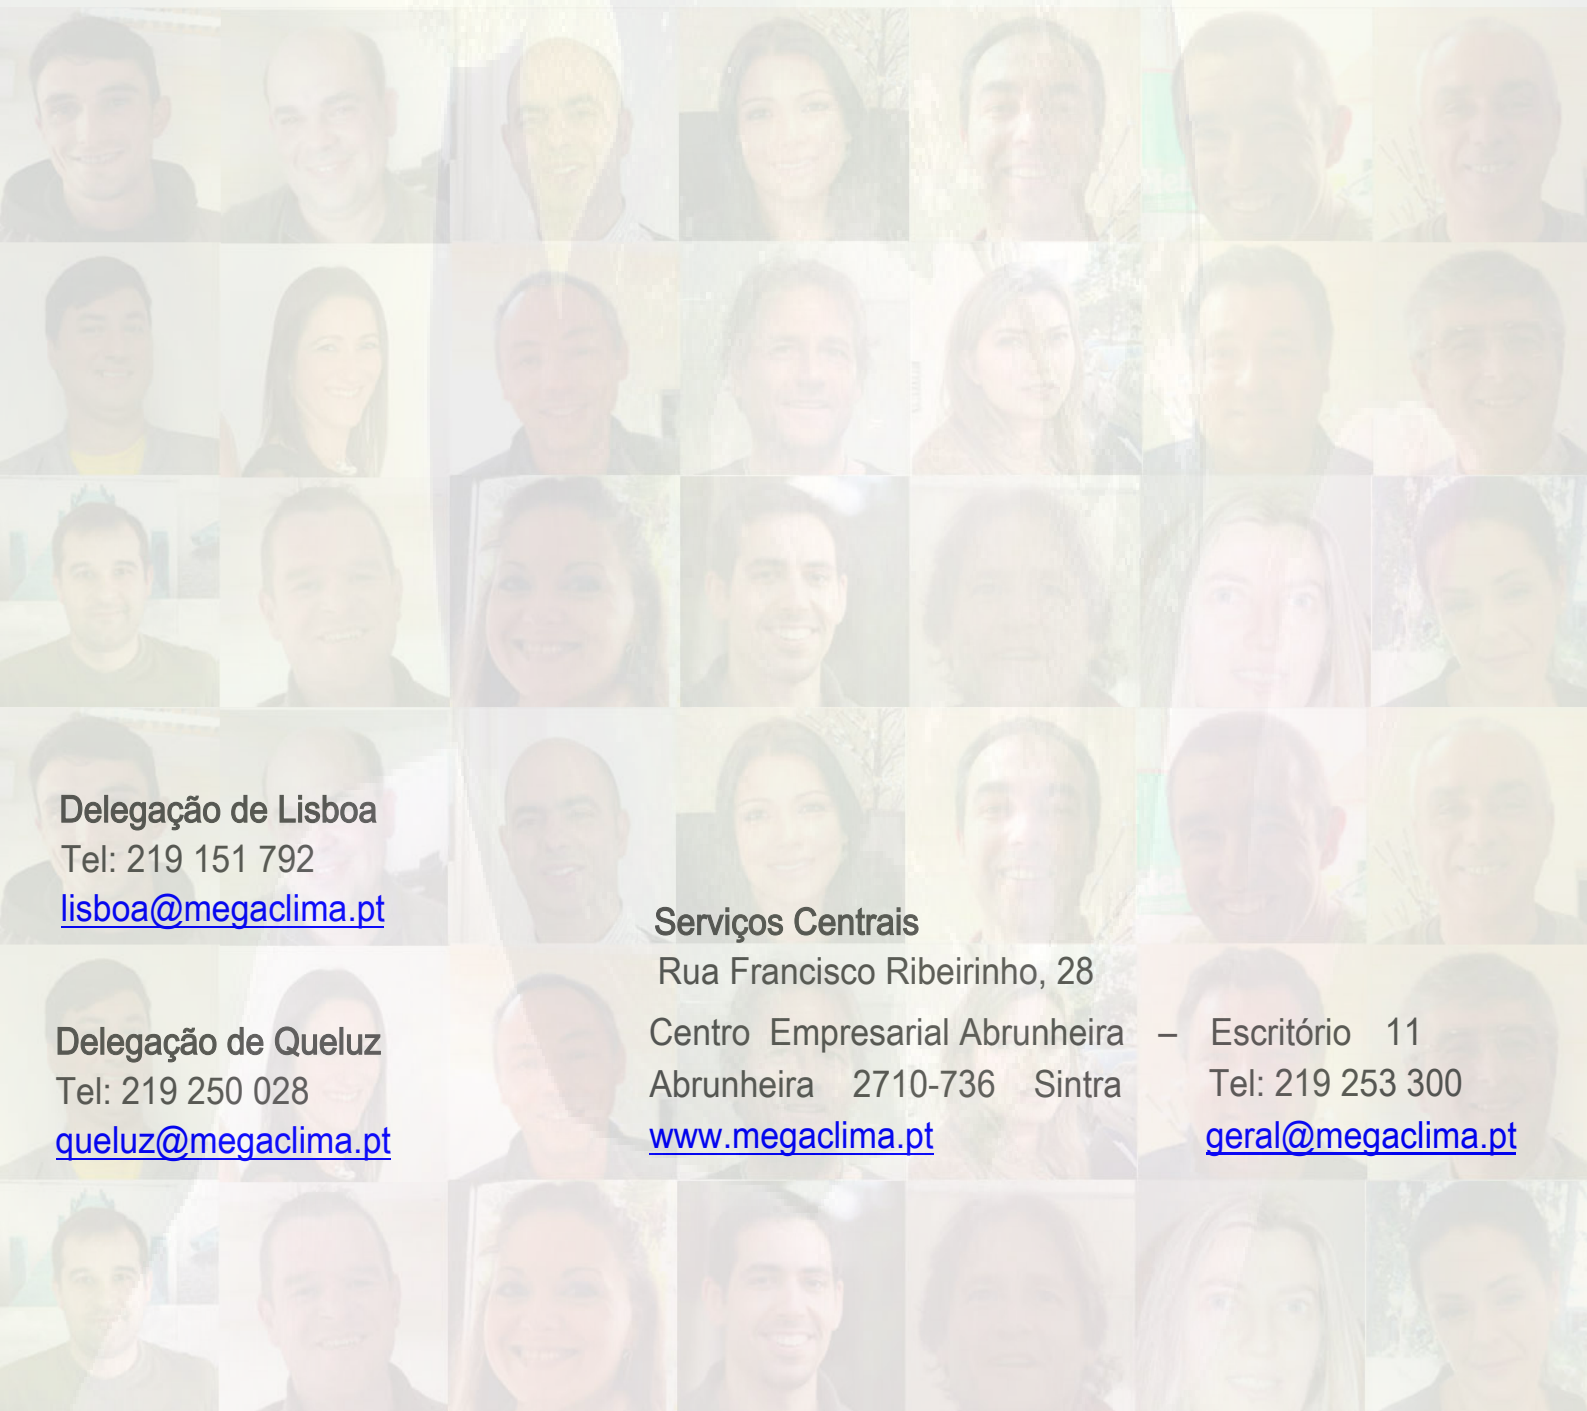 Delegação de Lisboa
Tel: 219 151 792
lisboa@megaclima.pt
Delegação de Queluz
Tel: 219 250 028
queluz@megaclima.pt
Serviços Centrais
Rua Francisco Ribeirinho, 28
Centro Empresarial Abrunheira – Escritório 11
Abrunheira 2710-736 Sintra Tel: 219 253 300
www.megaclima.pt geral@megaclima.pt